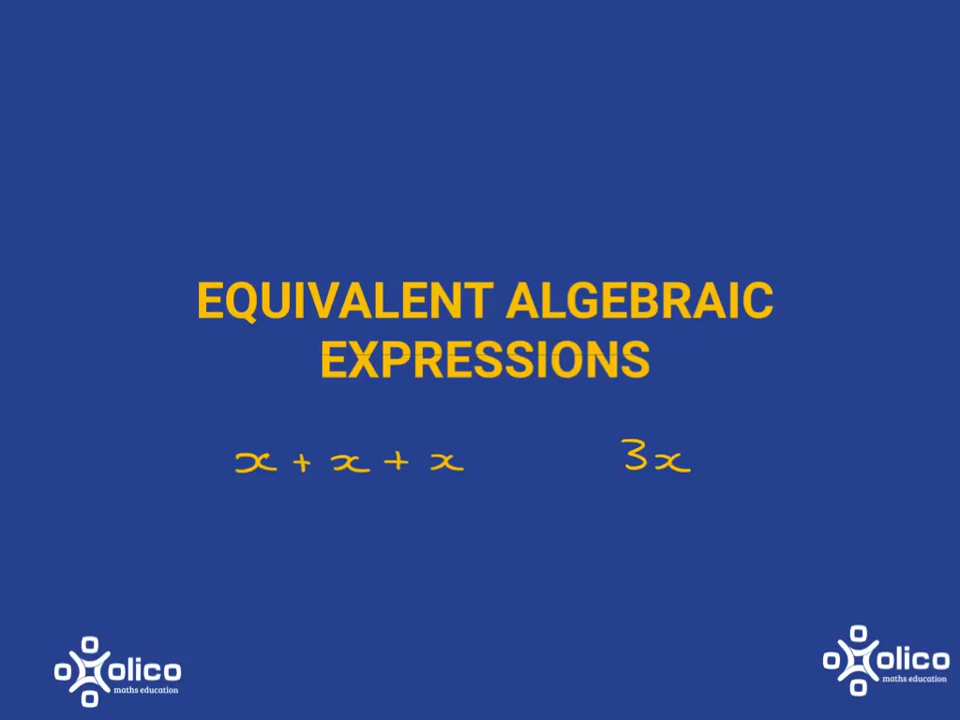 EQUIVALENT ALGEBRAIC
EXPRESSIONS
x + x + x 3x
olico
maths education
olico
maths education